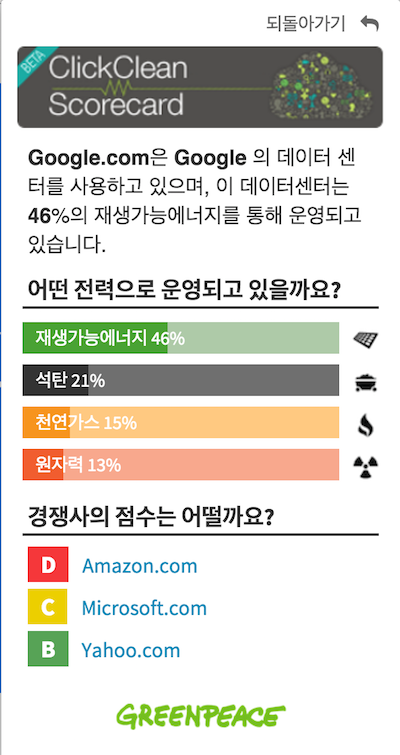 되돌아가기
BETA
ClickClean
Scorecard
Google.com은 Google 의 데이터 센
터를 사용하고 있으며, 이 데이터센터는
46%의 재생가능에너지를 통해 운영되고
있습니다.
어떤 전력으로 운영되고 있을까요?
재생가능에너지 46%
석탄 21%
천연가스 15%
원자력 13%
경쟁사의 점수는 어떨까요?
D Amazon.com
C Microsoft.com
B Yahoo.com
GREENPEACE